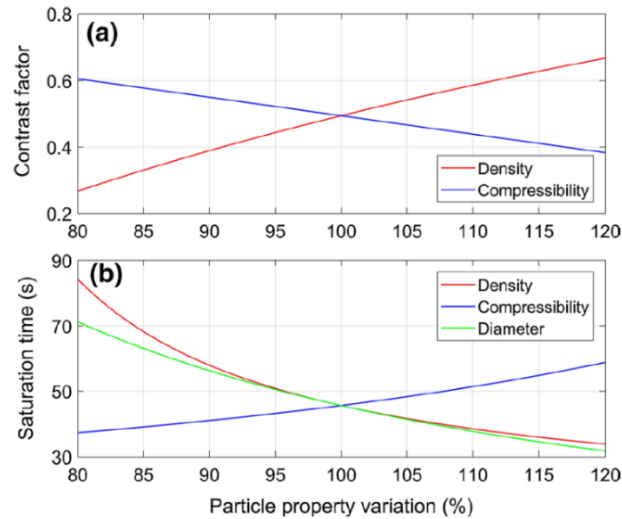 (a)
Contrast factor
0.8
0.6
0.4
0.2
Density
Compressibility
80 85 90 95 100 105 110 115 120
(b)
Saturation time (s)
90
70
50
30
Density
Compressibility
Diameter
80 85 90 95 100 105 110 115 120
Particle property variation (%)